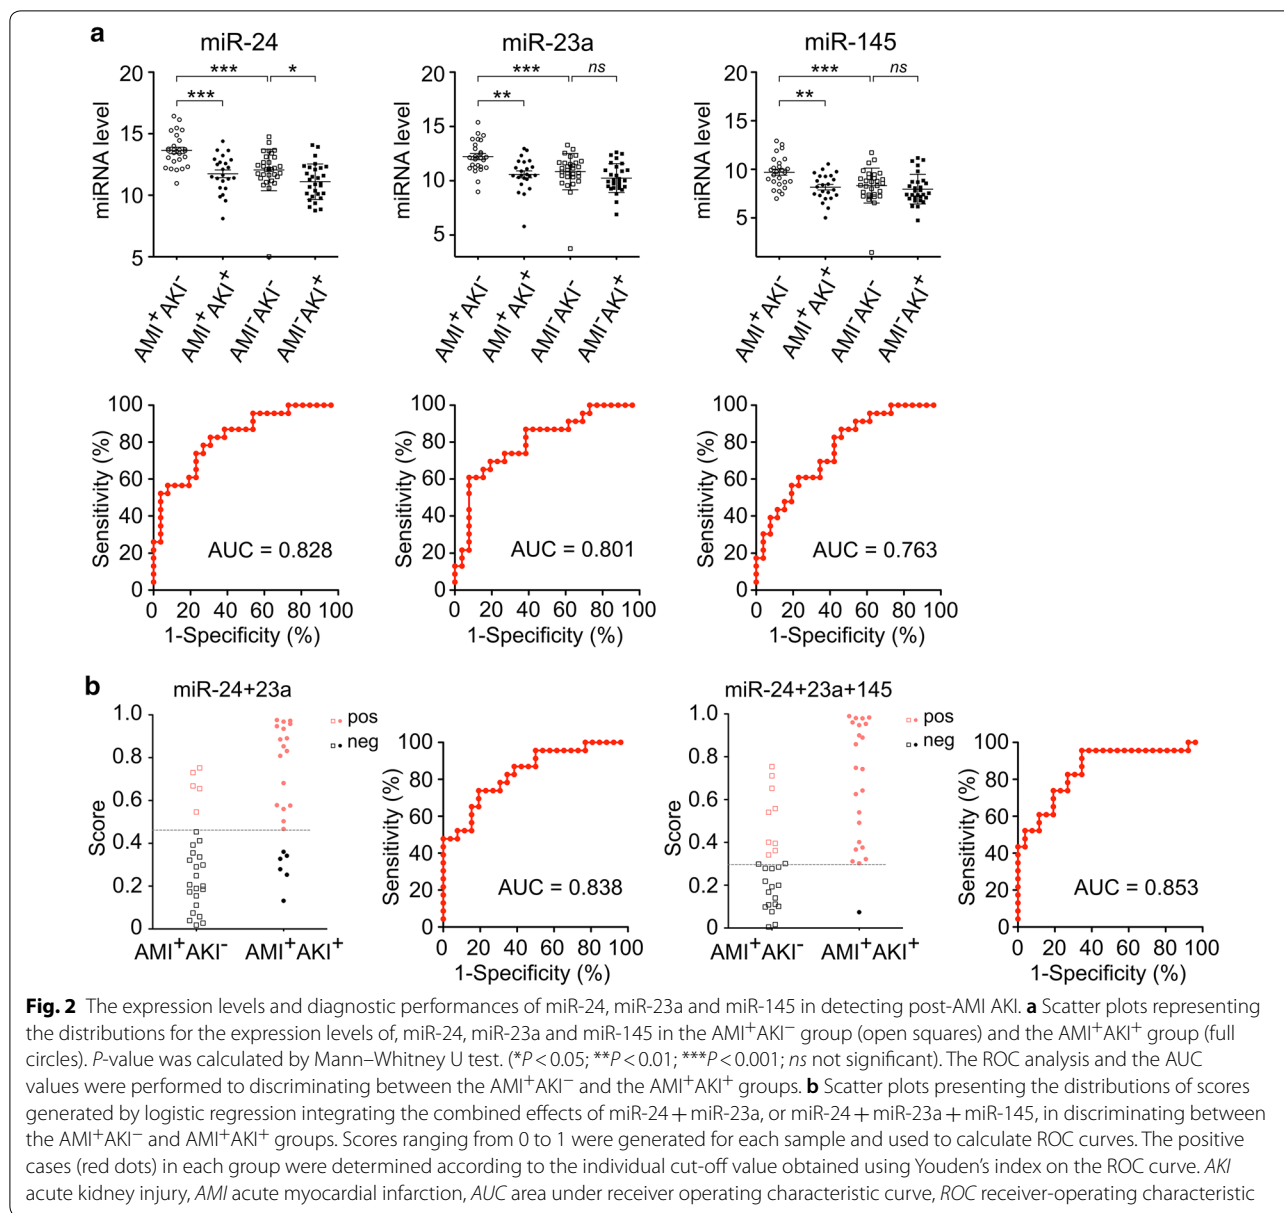 a
miR-24
miR-23a
miR-145
*** *
***
*** ns
**
*** ns
**
miRNA level
20
15
10
5
miRNA level
20
15
10
5
miRNA level
20
15
10
5
AMI+AKI-
AMI+AKI+
AMI-AKI-
AMI-AKI+
AMI+AKI-
AMI+AKI+
AMI-AKI-
AMI-AKI+
AMI+AKI-
AMI+AKI+
AMI-AKI-
AMI-AKI+
Sensitivity (%)
100
80
60
40
20
0
AUC = 0.828
0 20 40 60 80 100
1-Specificity (%)
Sensitivity (%)
100
80
60
40
20
0
AUC = 0.801
0 20 40 60 80 100
1-Specificity (%)
Sensitivity (%)
100
80
60
40
20
0
AUC = 0.763
0 20 40 60 80 100
1-Specificity (%)
b
miR-24+23a
Score
1.0
0.8
0.6
0.4
0.2
0
AMI+AKI- AMI+AKI+
pos
neg
Sensitivity (%)
100
80
60
40
20
0
AUC = 0.838
0 20 40 60 80 100
1-Specificity (%)
miR-24+23a+145
Score
1.0
0.8
0.6
0.4
0.2
0
AMI+AKI- AMI+AKI+
pos
neg
Sensitivity (%)
100
80
60
40
20
0
AUC = 0.853
0 20 40 60 80 100
1-Specificity (%)
Fig. 2 The expression levels and diagnostic performances of miR-24, miR-23a and miR-145 in detecting post-AMI AKI. a Scatter plots representing
the distributions for the expression levels of, miR-24, miR-23a and miR-145 in the AMI+AKI− group (open squares) and the AMI+AKI+ group (full
circles). P-value was calculated by Mann–Whitney U test. (*P < 0.05; **P < 0.01; ***P < 0.001; ns not significant). The ROC analysis and the AUC
values were performed to discriminating between the AMI+AKI− and the AMI+AKI+ groups. b Scatter plots presenting the distributions of scores
generated by logistic regression integrating the combined effects of miR-24 + miR-23a, or miR-24 + miR-23a + miR-145, in discriminating between
the AMI+AKI− and AMI+AKI+ groups. Scores ranging from 0 to 1 were generated for each sample and used to calculate ROC curves. The positive
cases (red dots) in each group were determined according to the individual cut-off value obtained using Youden's index on the ROC curve. AKI
acute kidney injury, AMI acute myocardial infarction, AUC area under receiver operating characteristic curve, ROC receiver-operating characteristic